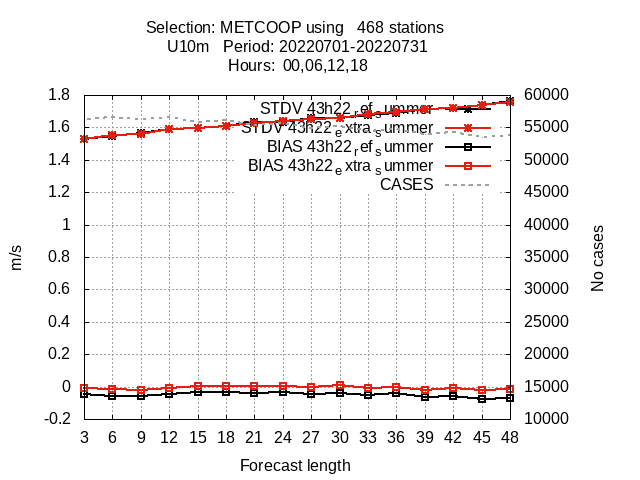 Selection: METCOOP using 468 stations
U10m Period: 20220701-20220731
Hours: 00,06,12,18
STDV 43h22_ref_summer
STDV 43h22_extra_summer
BIAS 43h22_ref_summer
BIAS 43h22_extra_summer
CASES
1.8
1.6
1.4
1.2
1
0.8
0.6
0.4
0.2
0
-0.2
m/s
60000
55000
50000
45000
40000
35000
30000
25000
20000
15000
10000
No cases
3 6 9 12 15 18 21 24 27 30 33 36 39 42 45 48
Forecast length